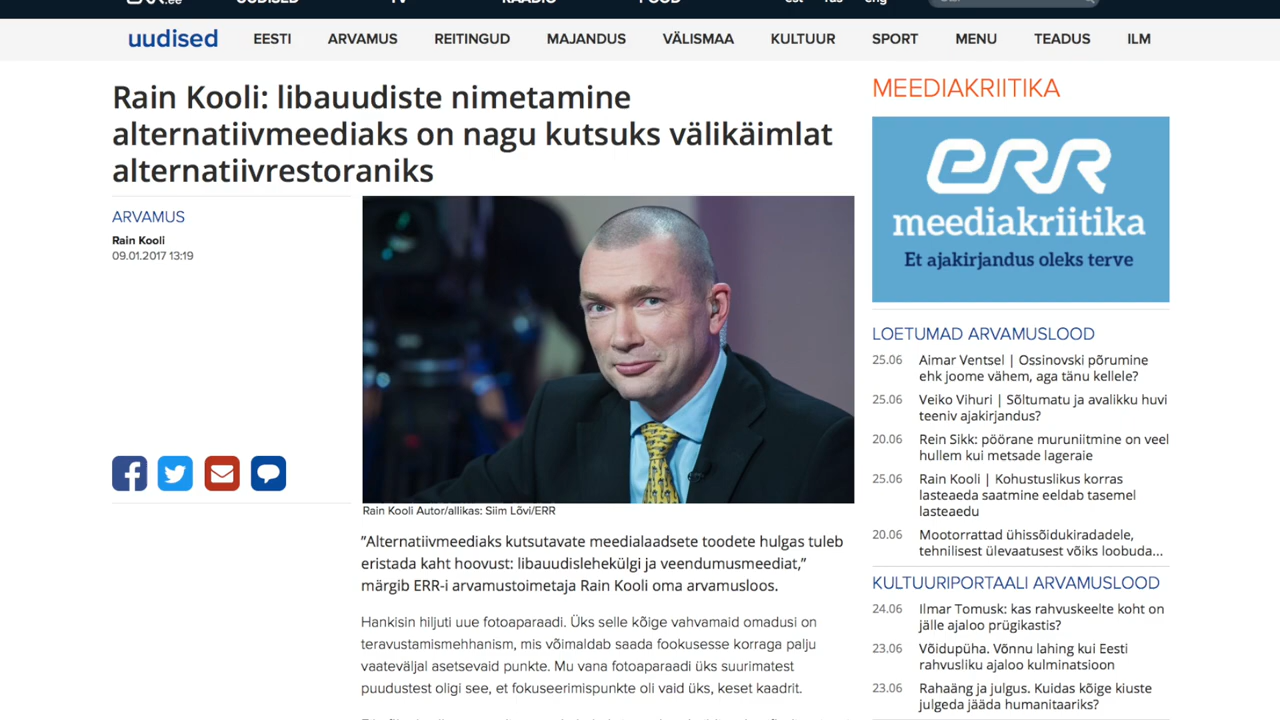 ERR.ee UUDISED TV RAADIO POOD est rus eng
uudised EESTI ARVAMUS REITINGUD MAJANDUS VÄLISMAA KULTUUR SPORT MENU TEADUS ILM
Rain Kooli: libauudiste nimetamine
alternatiivmeediaks on nagu kutsuks välikäimlat
alternatiivrestoraniks
ARVAMUS
Rain Kooli
09.01.2017 13:19
Rain Kooli Autor/allikas: Siim Lõvi/ERR
”Alternatiivmeediaks kutsutavate meedialaadsete toodete hulgas tuleb
eristada kaht hoovust: libauudislehekülgi ja veendumusmeediat,”
märgib ERR-i arvamustoimetaja Rain Kooli oma arvamusloos.
Hankisin hiljuti uue fotoaparaadi. Üks selle kõige vahvamaid omadusi on
teravustamismehhanism, mis võimaldab saada fookusesse korraga palju
vaateväljal asetsevaid punkte. Mu vana fotoaparaadi üks suurimatest
puudustest oligi see, et fokuseerimispunkte oli vaid üks, keset kaadrit.
MEEDIAKRIITIKA
err
meediakriitika
Et ajakirjandus oleks terve
LOETUMAD ARVAMUSLOOD
25.06 Aimar Ventsel | Ossinovski põrumine
ehk joome vähem, aga tänu kellele?
25.06 Veiko Vihuri | Sõltumatu ja avalikku huvi
teeniv ajakirjandus?
20.06 Rein Sikk: pöörane muruniitmine on veel
hullem kui metsade lageraie
25.06 Rain Kooli | Kohustuslikus korras
lasteaeda saatmine eeldab tasemel
lasteaedu
20.06 Mootorrattad ühissõidukiradadele,
tehnilisest ülevaatusest võiks loobuda...
KULTUURIPORTAALI ARVAMUSLOOD
24.06 Ilmar Tomusk: kas rahvuskeelte koht on
jälle ajaloo prügikastis?
23.06 Võidupüha. Võnnu lahing kui Eesti
rahvusliku ajaloo kulminatsioon
23.06 Rahaäng ja julgus. Kuidas kõige kiuste
julgeda jääda humanitaariks?